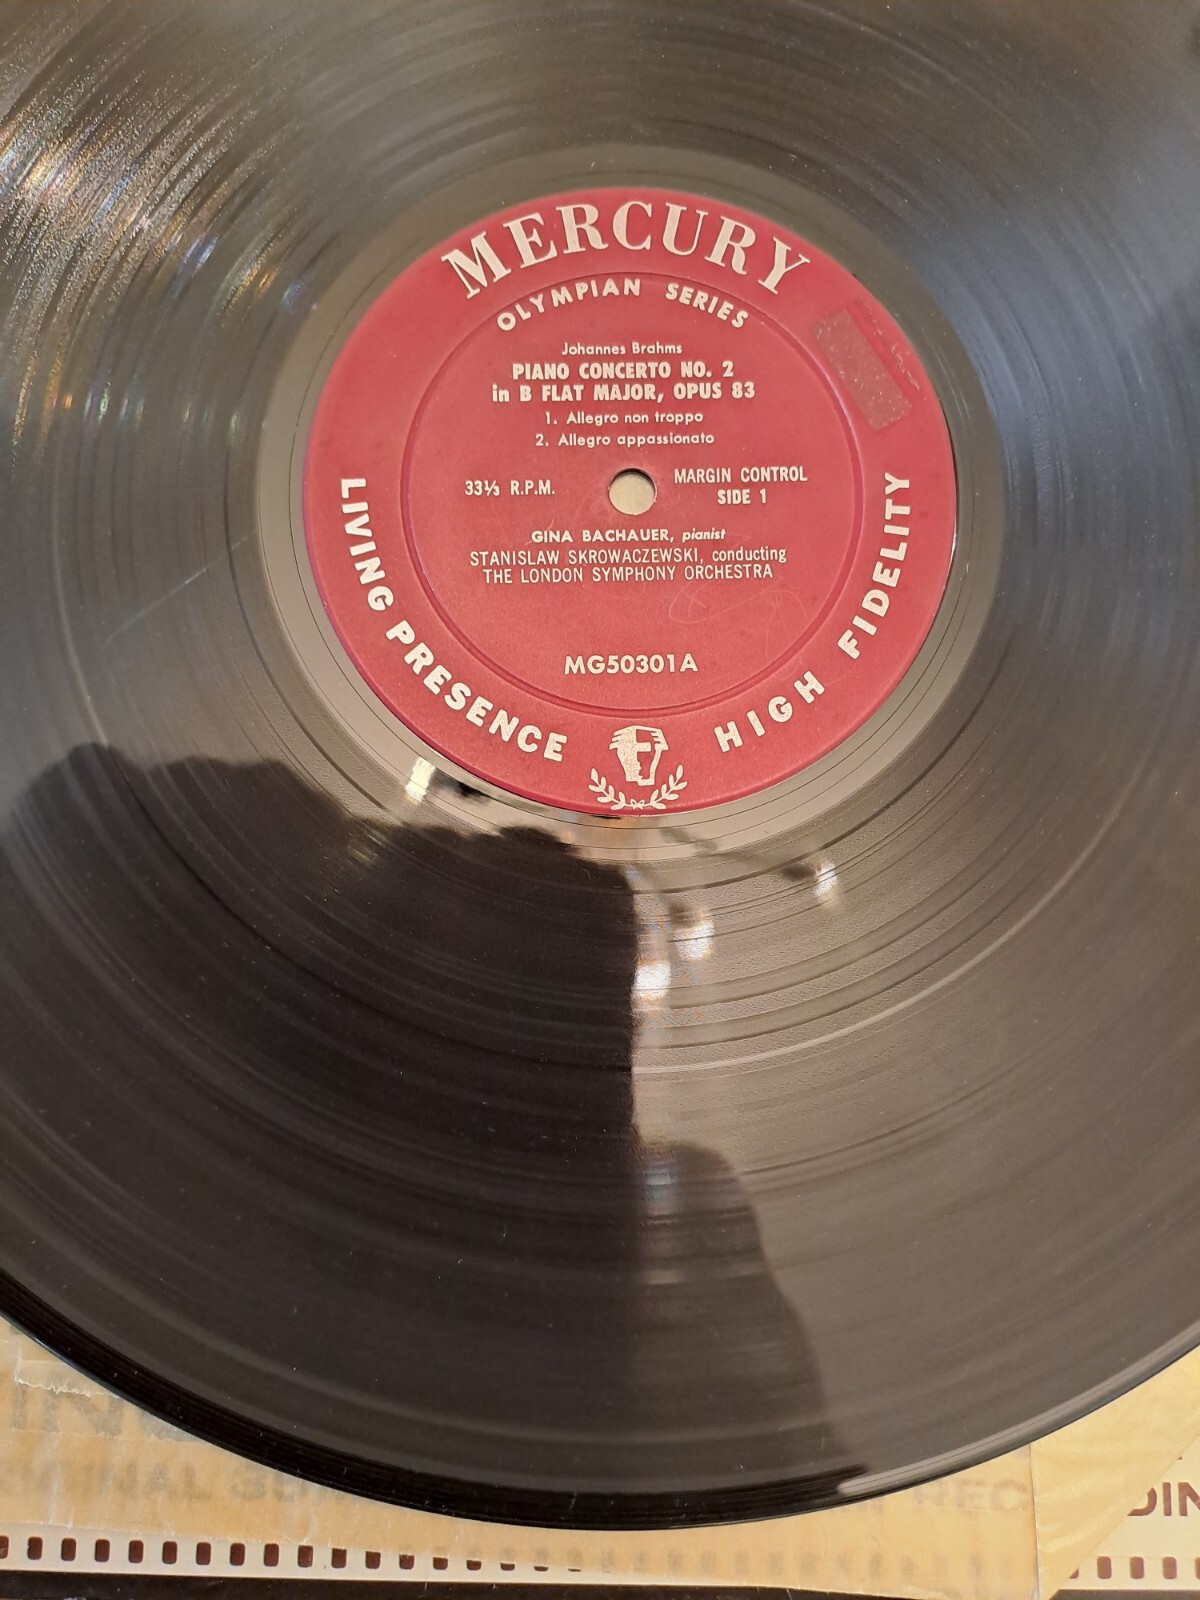 MERCURY
OLYMPIAN SERIES
Johannes Brahms
PIANO CONCERTO NO. 2
in B FLAT MAJOR, OPUS 83
1. Allegro non troppo
2. Allegro appassionato
33⅓ R.P.M.
MARGIN CONTROL
SIDE 1
GINA BACHAUER, pianist
STANISLAW SKROWACZEWSKI, conducting
THE LONDON SYMPHONY ORCHESTRA
MG50301A
LIVING PRESENCE
HIGH FIDELITY